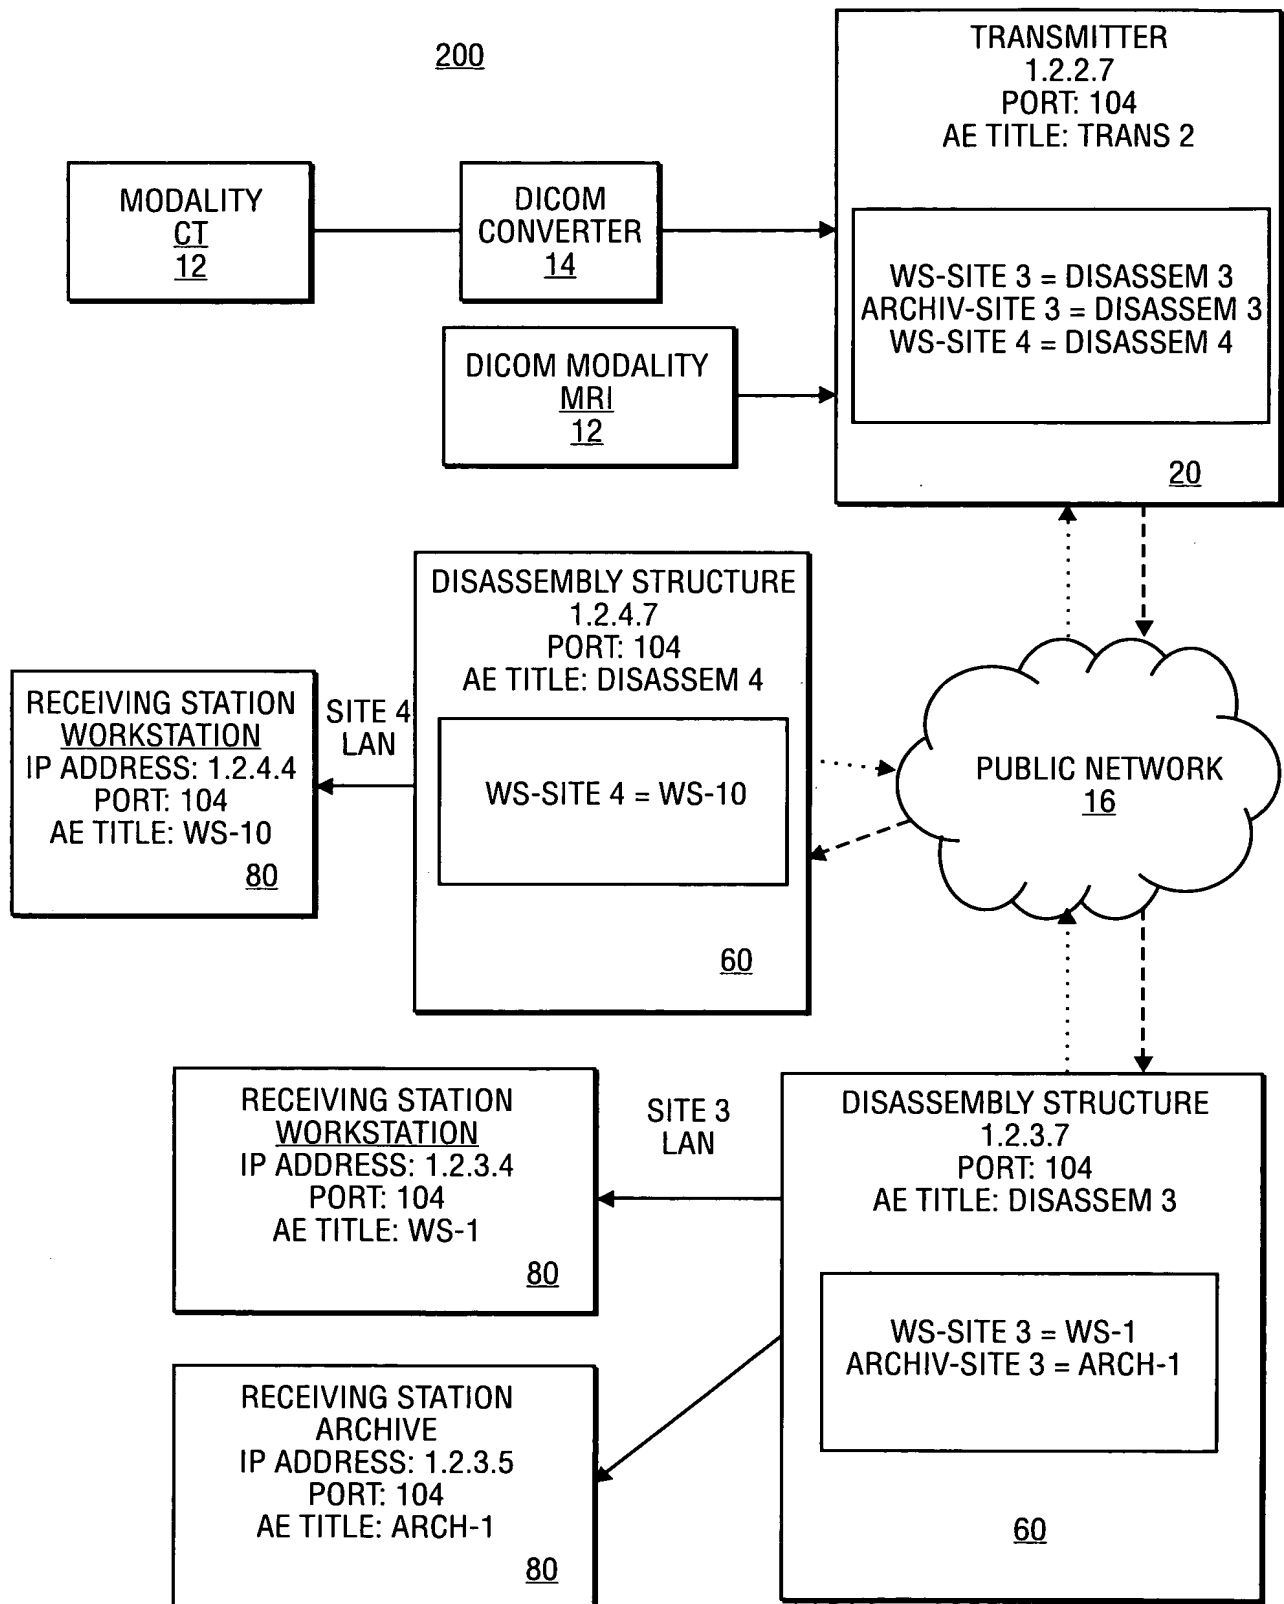 200
TRANSMITTER
1.2.2.7
PORT: 104
AE TITLE: TRANS 2
WS-SITE 3 = DISASSEM 3
ARCHIV-SITE 3 = DISASSEM 3
WS-SITE 4 = DISASSEM 4
20
MODALITY
CT
12
DICOM
CONVERTER
14
DICOM MODALITY
MRI
12
DISASSEMBLY STRUCTURE
1.2.4.7
PORT: 104
AE TITLE: DISASSEM 4
WS-SITE 4 = WS-10
60
SITE 4
LAN
RECEIVING STATION
WORKSTATION
IP ADDRESS: 1.2.4.4
PORT: 104
AE TITLE: WS-10
80
PUBLIC NETWORK
16
RECEIVING STATION
WORKSTATION
IP ADDRESS: 1.2.3.4
PORT: 104
AE TITLE: WS-1
80
SITE 3
LAN
DISASSEMBLY STRUCTURE
1.2.3.7
PORT: 104
AE TITLE: DISASSEM 3
WS-SITE 3 = WS-1
ARCHIV-SITE 3 = ARCH-1
60
RECEIVING STATION
ARCHIVE
IP ADDRESS: 1.2.3.5
PORT: 104
AE TITLE: ARCH-1
80